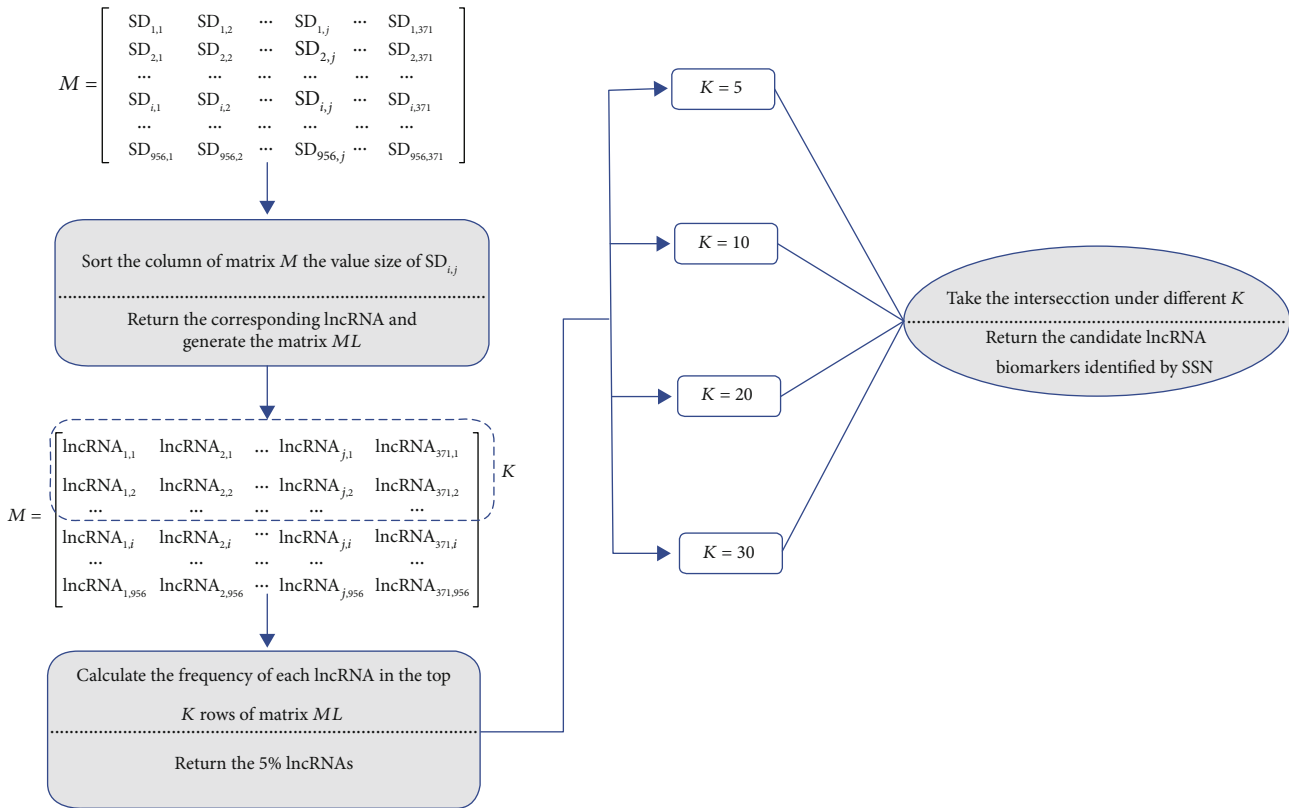 SD1,1 SD1,2 ... SD1,j ... SD1,371
SD2,1 SD2,2 ... SD2,j ... SD2,371
... ... ... ... ... ...
M =
SDi,1 SDi,2 ... SDi,j ... SDi,371
... ... ... ... ... ...
SD956,1 SD956,2 ... SD956,j ... SD956,371
Sort the column of matrix M the value size of SDi,j
Return the corresponding lncRNA and
generate the matrix ML
lncRNA1,1 lncRNA2,1 ... lncRNAj,1 lncRNA371,1
K
lncRNA1,2 lncRNA2,2 ... lncRNAj,2 lncRNA371,2
... ... ... ... ...
M =
lncRNA1,i lncRNA2,i ... lncRNAj,i lncRNA371,i
... ... ... ... ...
lncRNA1,956 lncRNA2,956 ... lncRNAj,956 lncRNA371,956
Calculate the frequency of each lncRNA in the top
K rows of matrix ML
Return the 5% lncRNAs
K = 5
K = 10
K = 20
K = 30
Take the intersecction under different K
Return the candidate lncRNA
biomarkers identified by SSN